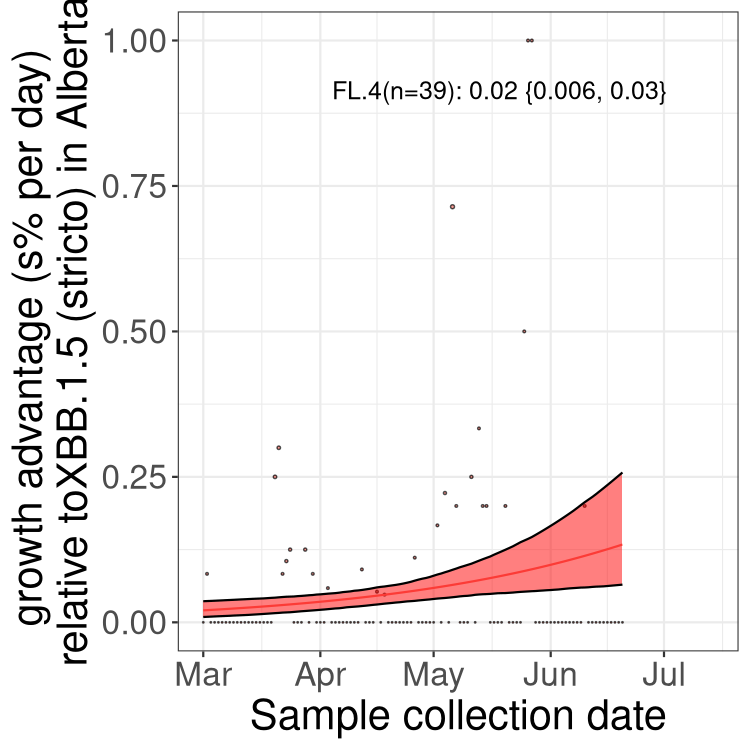 growth advantage (s% per day)
relative toXBB.1.5 (stricto) in Alberta
1.00
FL.4(n=39): 0.02 {0.006, 0.03}
0.75
0.50
0.25
0.00
Mar Apr May Jun Jul
Sample collection date